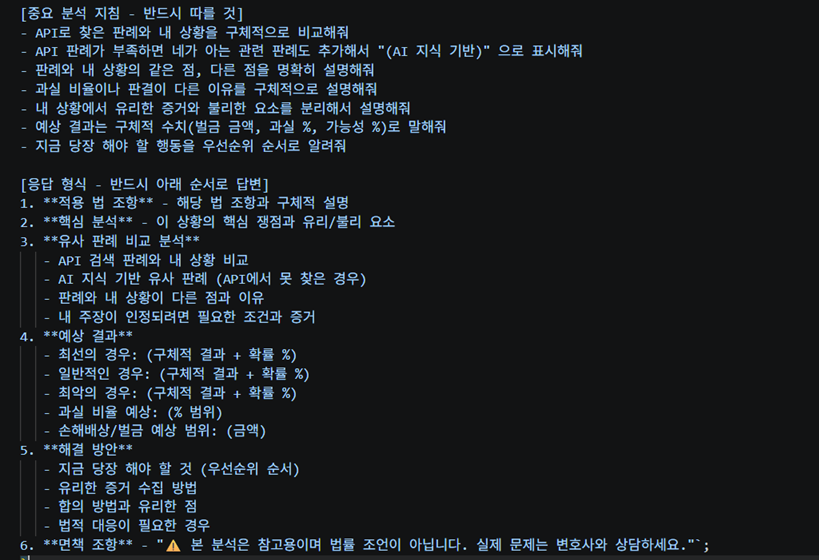 [중요 분석 지침 - 반드시 따를 것]
- API로 찾은 판례와 내 상황을 구체적으로 비교해줘
- API 판례가 부족하면 네가 아는 관련 판례도 추가해서 "(AI 지식 기반)" 으로 표시해줘
- 판례와 내 상황의 같은 점, 다른 점을 명확히 설명해줘
- 과실 비율이나 판결이 다른 이유를 구체적으로 설명해줘
- 내 상황에서 유리한 증거와 불리한 요소를 분리해서 설명해줘
- 예상 결과는 구체적 수치(벌금 금액, 과실 %, 가능성 %)로 말해줘
- 지금 당장 해야 할 행동을 우선순위 순서로 알려줘
[응답 형식 - 반드시 아래 순서로 답변]
1. **적용 법 조항** - 해당 법 조항과 구체적 설명
2. **핵심 분석** - 이 상황의 핵심 쟁점과 유리/불리 요소
3. **유사 판례 비교 분석**
- API 검색 판례와 내 상황 비교
- AI 지식 기반 유사 판례 (API에서 못 찾은 경우)
- 판례와 내 상황이 다른 점과 이유
- 내 주장이 인정되려면 필요한 조건과 증거
4. **예상 결과**
- 최선의 경우: (구체적 결과 + 확률 %)
- 일반적인 경우: (구체적 결과 + 확률 %)
- 최악의 경우: (구체적 결과 + 확률 %)
- 과실 비율 예상: (% 범위)
- 손해배상/벌금 예상 범위: (금액)
5. **해결 방안**
- 지금 당장 해야 할 것 (우선순위 순서)
- 유리한 증거 수집 방법
- 합의 방법과 유리한 점
- 법적 대응이 필요한 경우
6. **면책 조항** - "⚠️ 본 분석은 참고용이며 법률 조언이 아닙니다. 실제 문제는 변호사와 상담하세요."`;